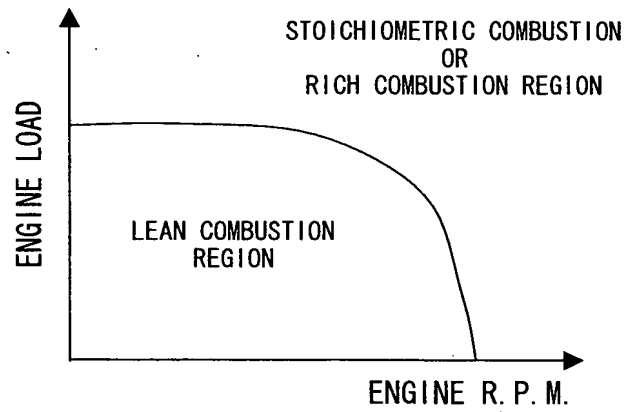 STOICHIOMETRIC COMBUSTION
OR
RICH COMBUSTION REGION
ENGINE LOAD
LEAN COMBUSTION
REGION
ENGINE R.P.M.